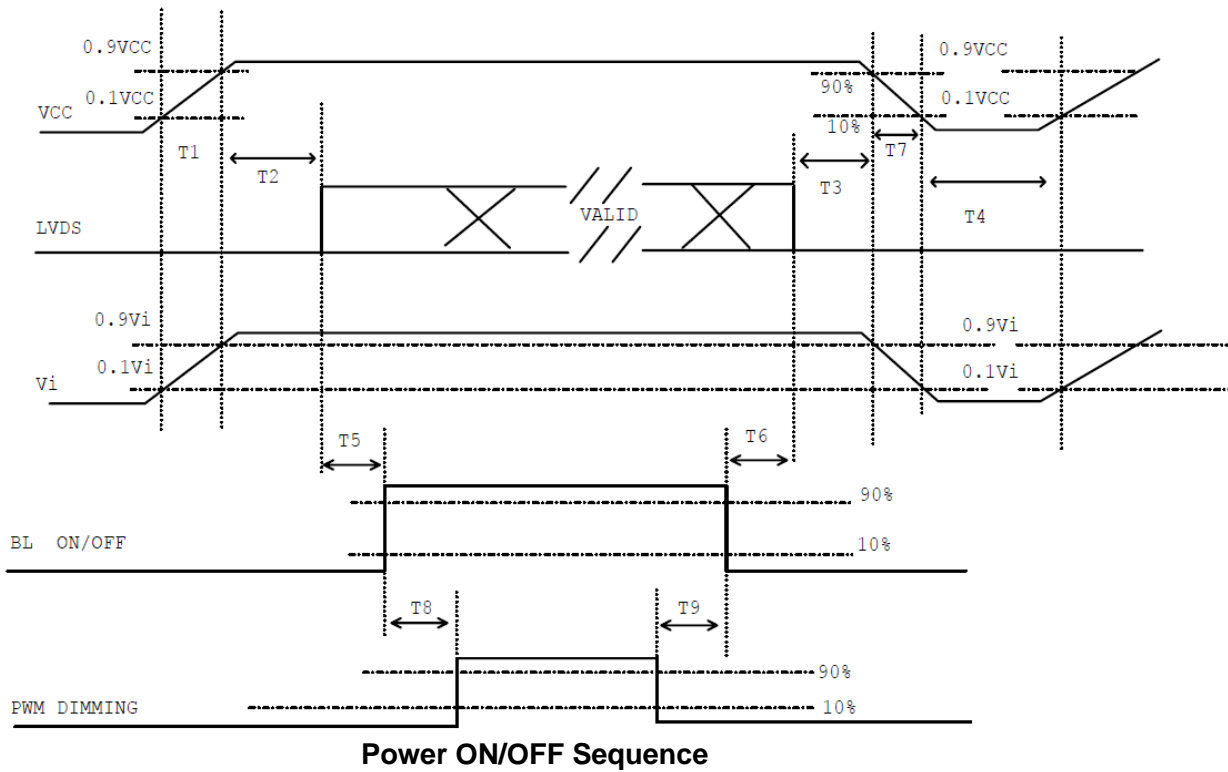 0.9VCC
0.9VCC
90%
0.1VCC
0.1VCC
VCC
10%
T1
T7
T2
T3
T4
VALID
LVDS
0.9Vi
0.9Vi
0.1Vi
0.1Vi
Vi
T5
T6
90%
BL ON/OFF
10%
T8
T9
90%
PWM DIMMING
10%
Power ON/OFF Sequence